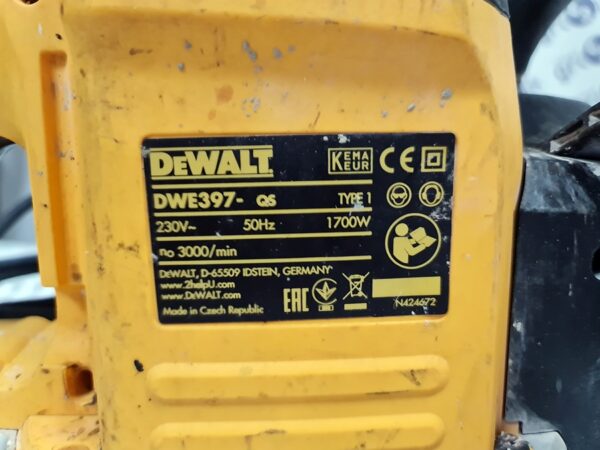 DEWALT
KEMA
KEUR
CE
DWE397- QS TYPE 1
230V~ 50Hz 1700W
no 3000/min
DEWALT, D-65509 IDSTEIN, GERMANY
www.2helpU.com
www.DEWALT.com
Made in Czech Republic
EAC
N424672